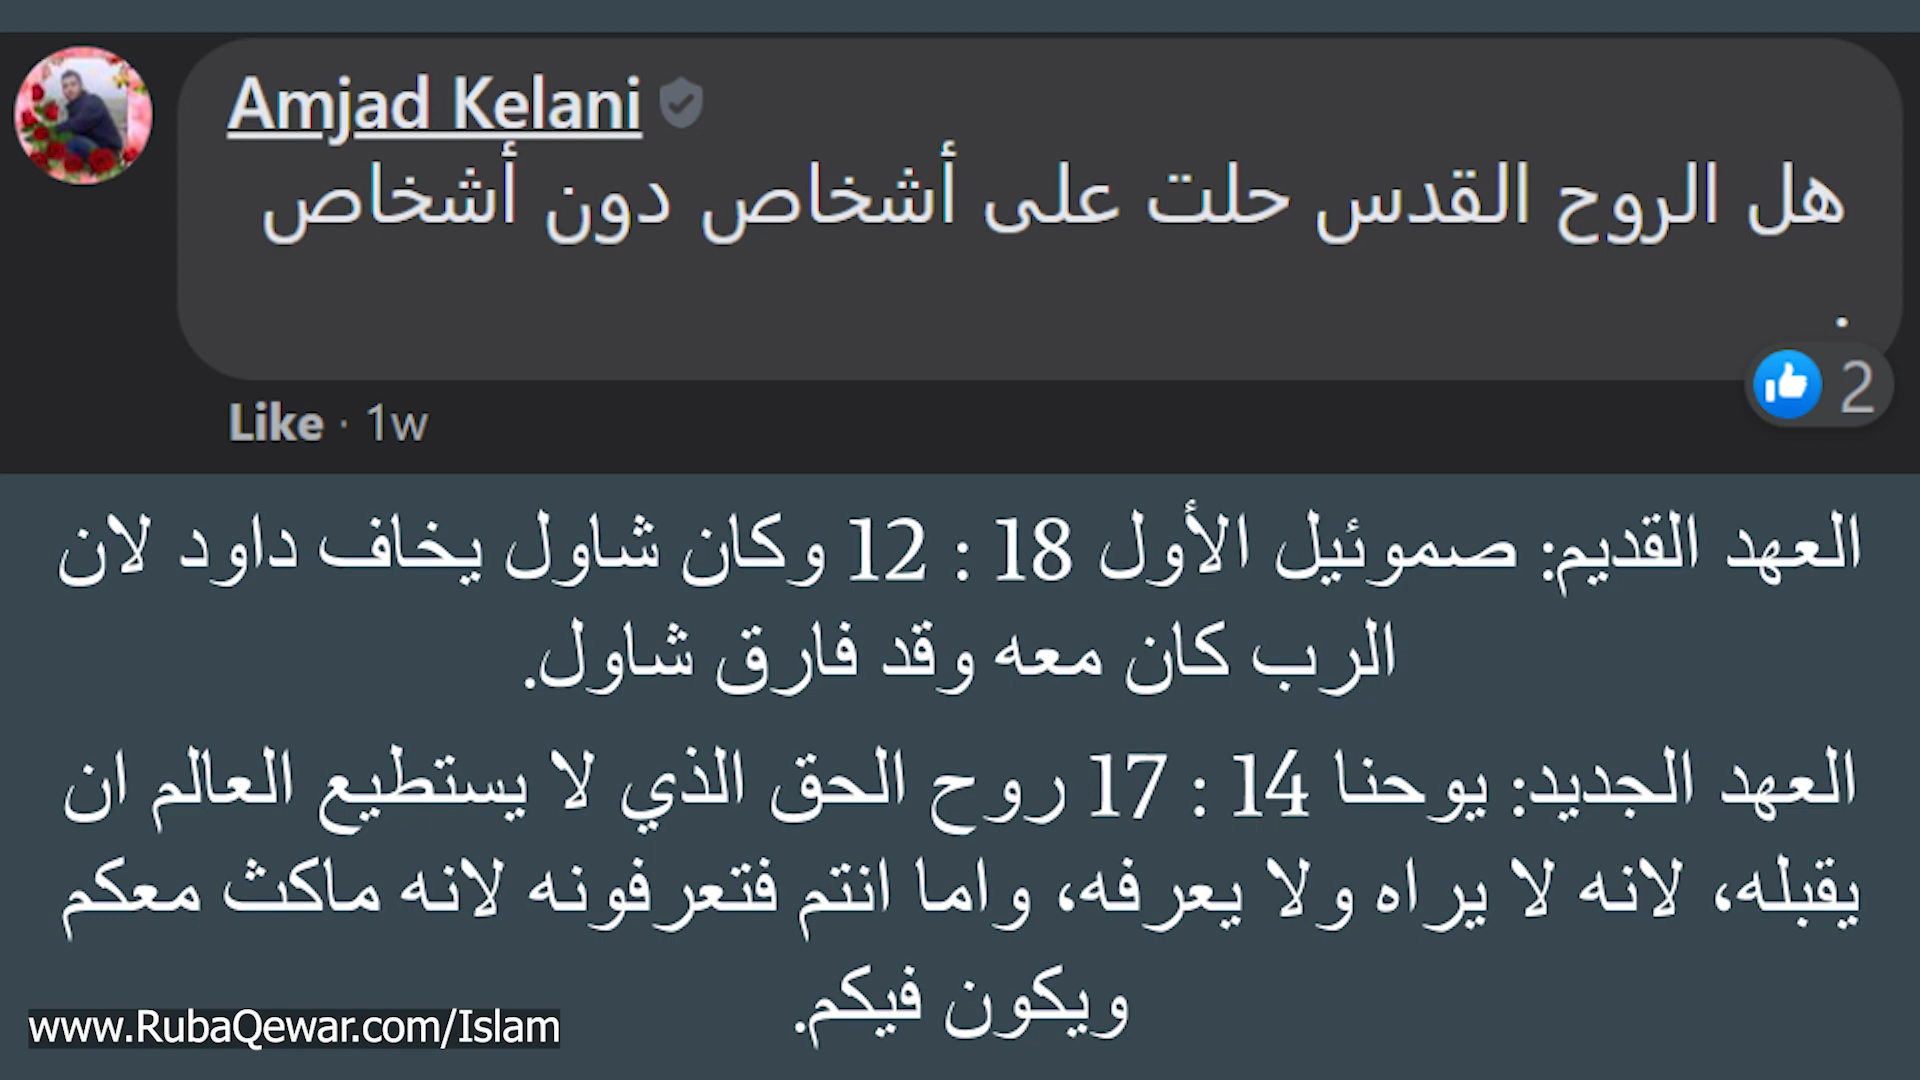 Amjad Kelani
هل الروح القدس حلت على أشخاص دون أشخاص
.
2
Like · 1w
العهد القديم: صموئيل الأول 18 : 12 وكان شاول يخاف داود لان
الرب كان معه وقد فارق شاول.
العهد الجديد: يوحنا 14 : 17 روح الحق الذي لا يستطيع العالم ان
يقبله، لانه لا يراه ولا يعرفه، واما انتم فتعرفونه لانه ماكث معكم
ويكون فيكم.
www.RubaQewar.com/Islam